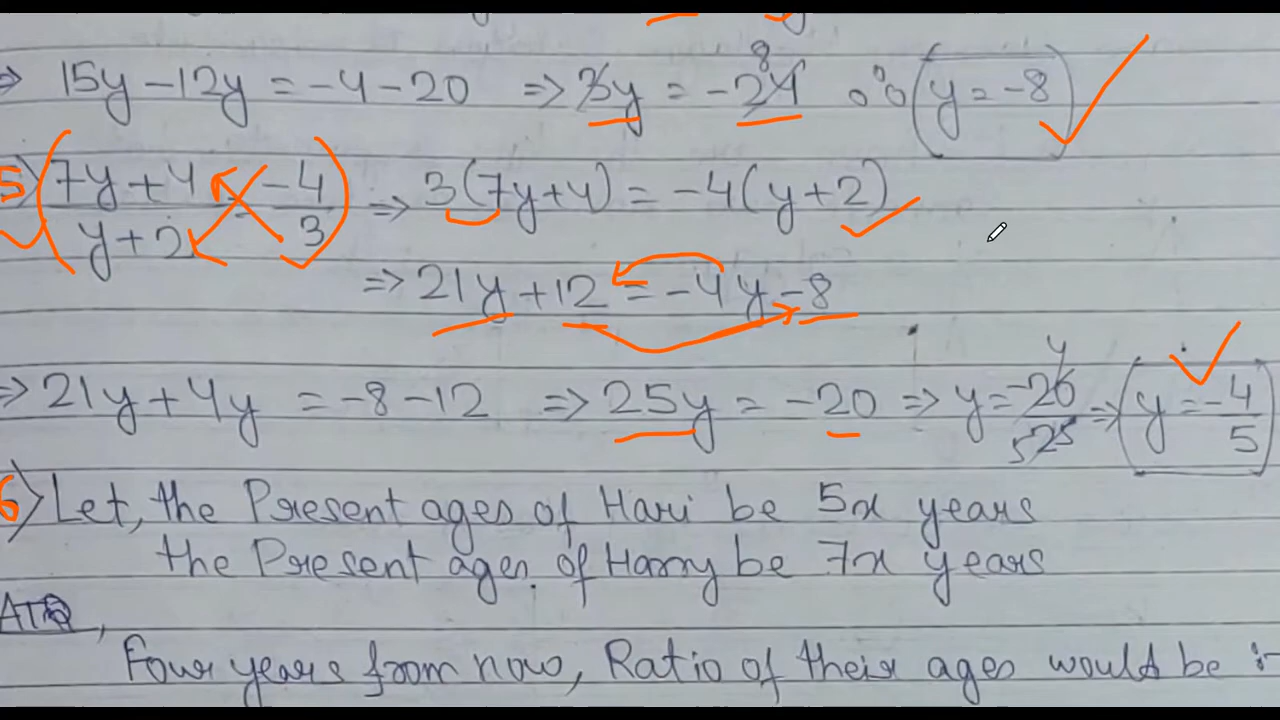 ⇒ 15y - 12y = -4 - 20 ⇒ 3y = -24 8 ∴ y = -8
5) 7y + 4 / y + 2 = -4 / 3 ⇒ 3(7y + 4) = -4(y + 2)
⇒ 21y + 12 = -4y - 8
⇒ 21y + 4y = -8 - 12 ⇒ 25y = -20 ⇒ y = -20 4 / 25 5 ⇒ y = -4 / 5
6) Let, the Present ages of Hari be 5x years
the Present ages of Harry be 7x years
ATQ,
Four years from now, Ratio of their ages would be :-